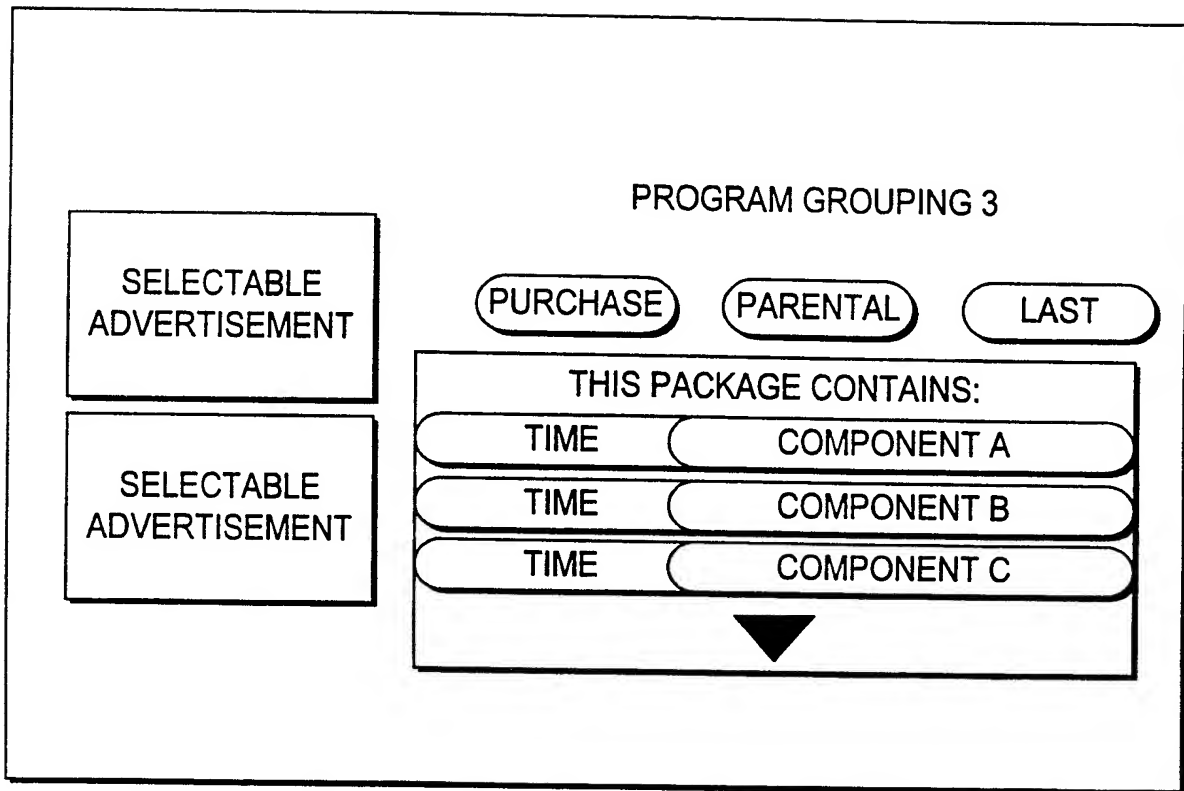 PROGRAM GROUPING 3
SELECTABLE
ADVERTISEMENT
SELECTABLE
ADVERTISEMENT
PURCHASE PARENTAL LAST
THIS PACKAGE CONTAINS:
TIME COMPONENT A
TIME COMPONENT B
TIME COMPONENT C